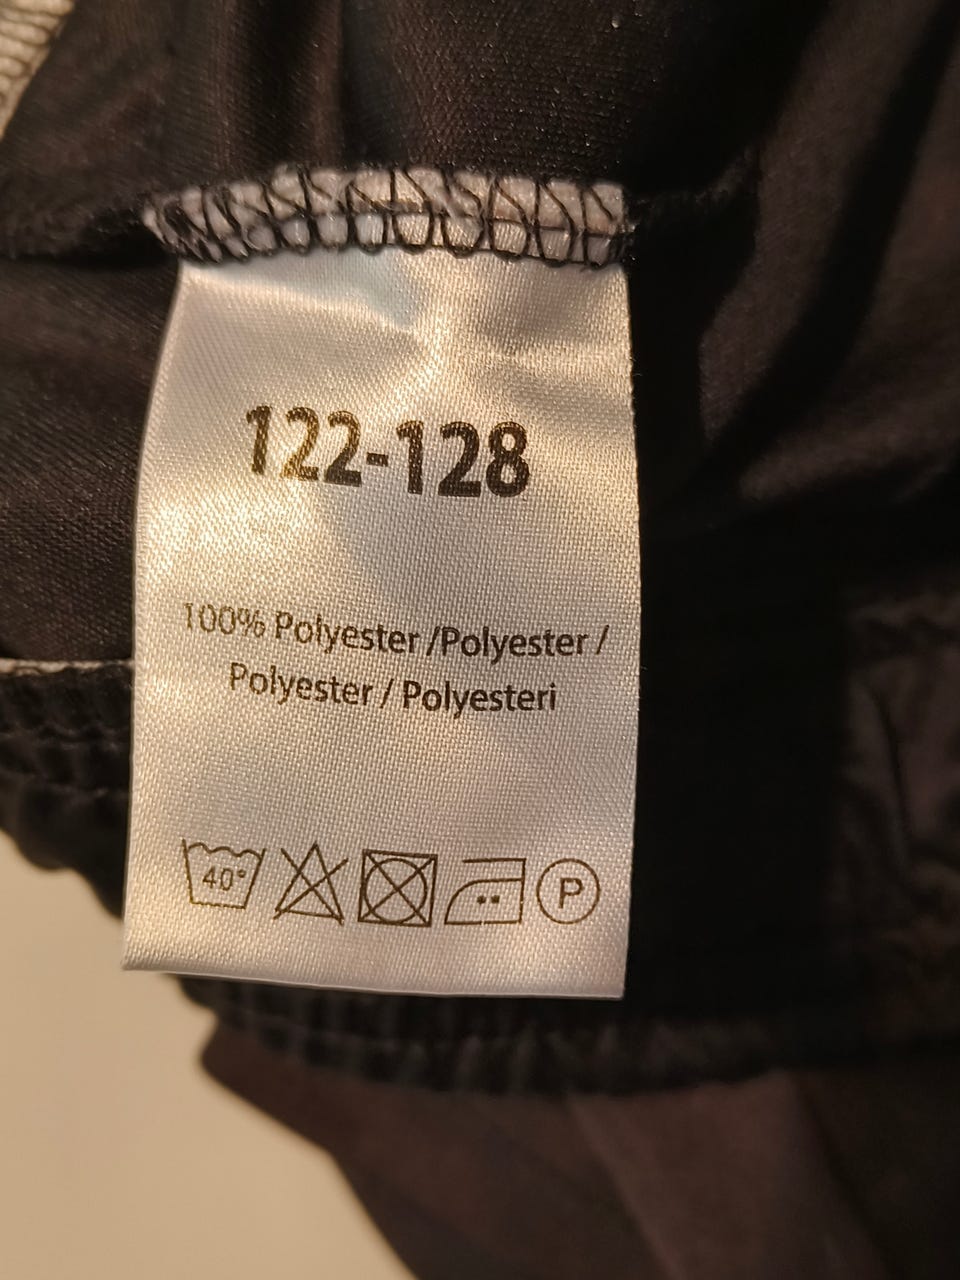 122-128
100% Polyester /Polyester /
Polyester / Polyesteri
40° P